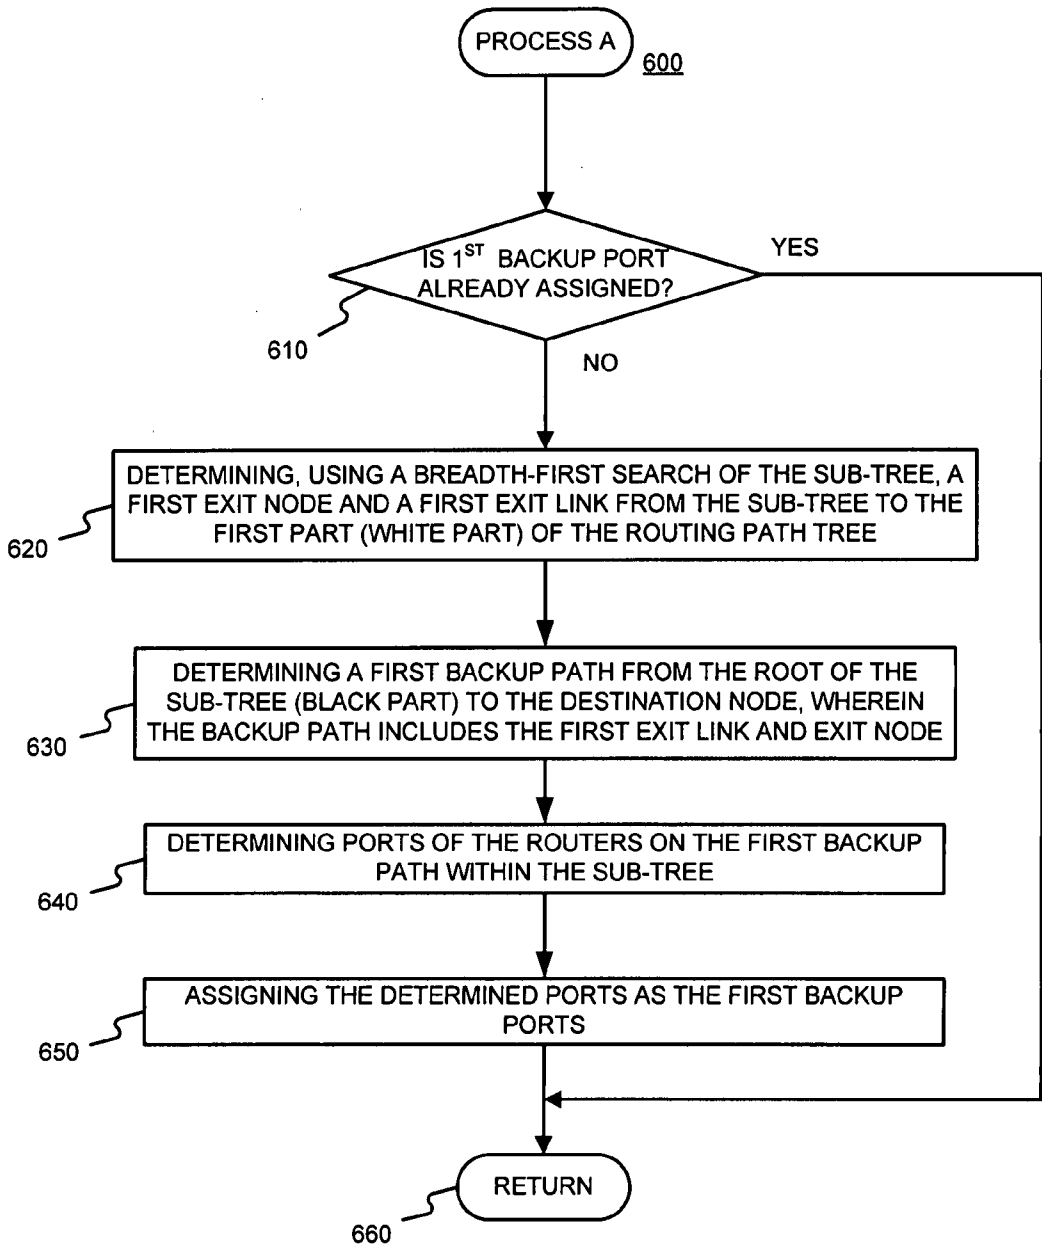 PROCESS A
600
IS 1ST BACKUP PORT
ALREADY ASSIGNED?
YES
610
NO
DETERMINING, USING A BREADTH-FIRST SEARCH OF THE SUB-TREE, A
FIRST EXIT NODE AND A FIRST EXIT LINK FROM THE SUB-TREE TO THE
FIRST PART (WHITE PART) OF THE ROUTING PATH TREE
620
DETERMINING A FIRST BACKUP PATH FROM THE ROOT OF THE
SUB-TREE (BLACK PART) TO THE DESTINATION NODE, WHEREIN
THE BACKUP PATH INCLUDES THE FIRST EXIT LINK AND EXIT NODE
630
DETERMINING PORTS OF THE ROUTERS ON THE FIRST BACKUP
PATH WITHIN THE SUB-TREE
640
ASSIGNING THE DETERMINED PORTS AS THE FIRST BACKUP
PORTS
650
RETURN
660